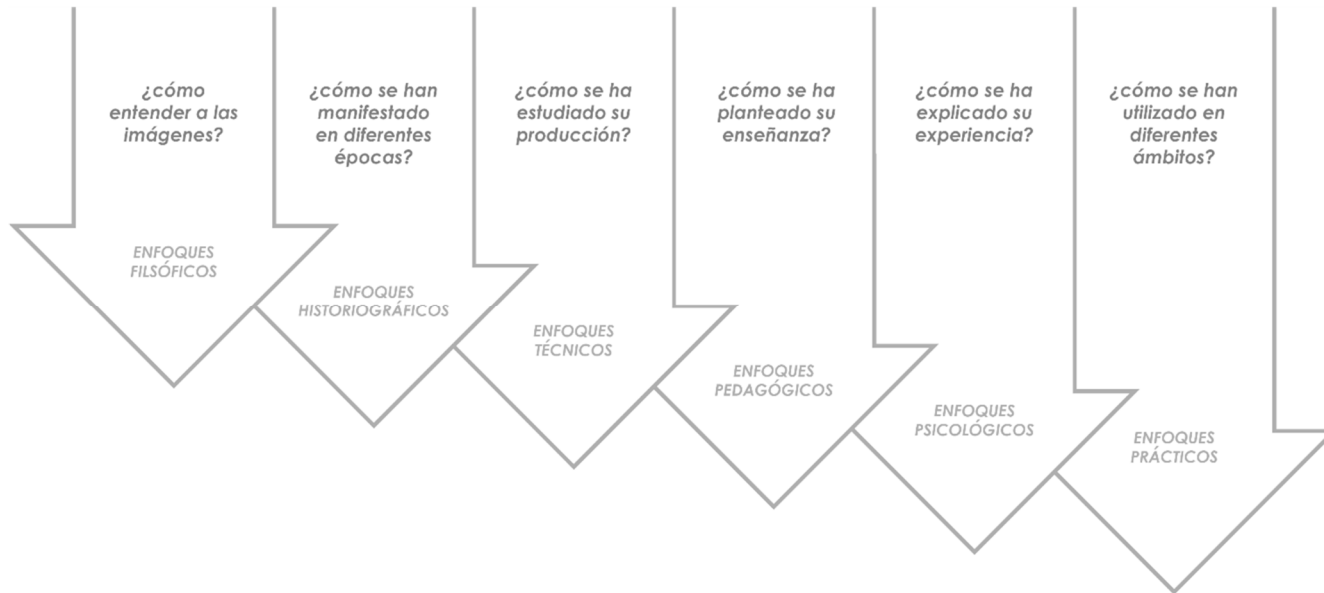 ¿cómo
entender a las
imágenes?
ENFOQUES
FILSÓFICOS
¿cómo se han
manifestado
en diferentes
épocas?
ENFOQUES
HISTORIOGRÁFICOS
¿cómo se ha
estudiado su
producción?
ENFOQUES
TÉCNICOS
¿cómo se ha
planteado su
enseñanza?
ENFOQUES
PEDAGÓGICOS
¿cómo se ha
explicado su
experiencia?
ENFOQUES
PSICOLÓGICOS
¿cómo se han
utilizado en
diferentes
ámbitos?
ENFOQUES
PRÁCTICOS